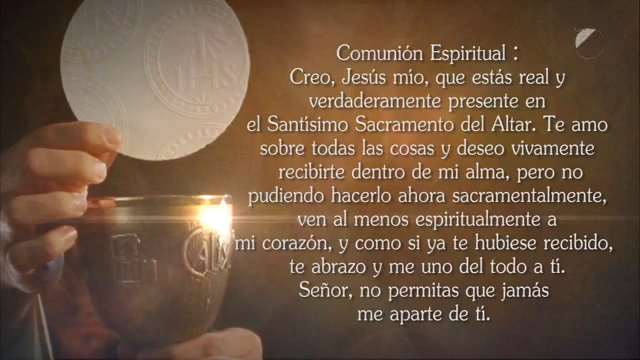 Comunión Espiritual :
Creo, Jesús mío, que estás real y
verdaderamente presente en
el Santísimo Sacramento del Altar. Te amo
sobre todas las cosas y deseo vivamente
recibirte dentro de mi alma, pero no
pudiendo hacerlo ahora sacramentalmente,
ven al menos espiritualmente a
mi corazón, y como si ya te hubiese recibido,
te abrazo y me uno del todo a tí.
Señor, no permitas que jamás
me aparte de tí.